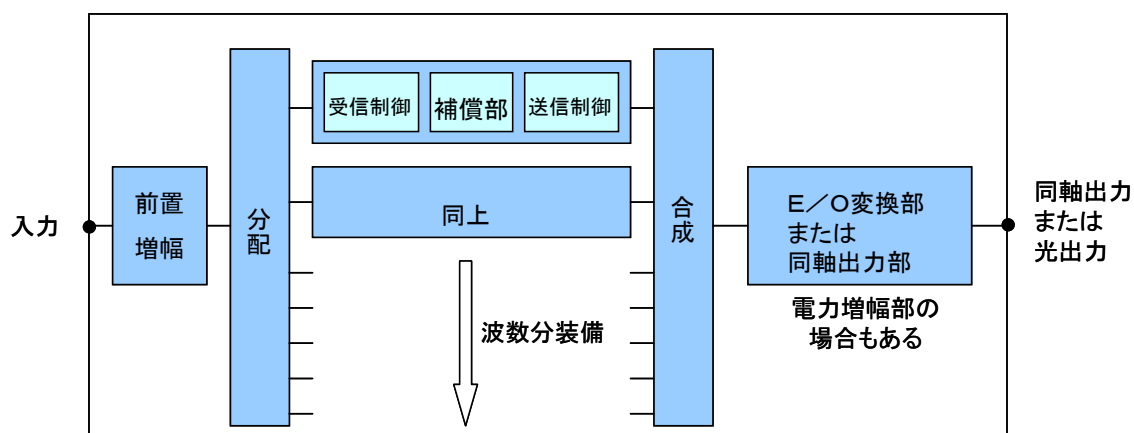 入力
前置
増幅
分配
受信制御
補償部
送信制御
同上
波数分装備
合成
E/O変換部
または
同軸出力部
電力増幅部の
場合もある
同軸出力
または
光出力